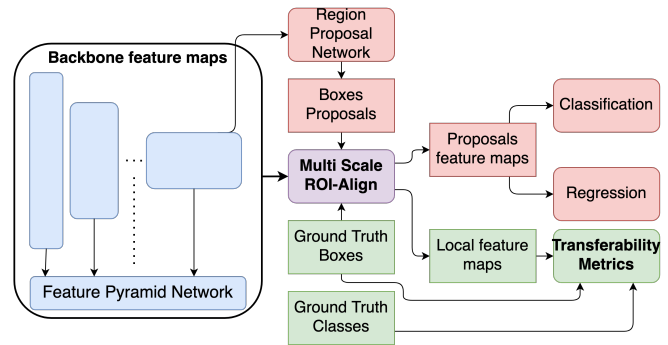 Backbone feature maps
Feature Pyramid Network
Region
Proposal
Network
Boxes
Proposals
Multi Scale
ROI-Align
Ground Truth
Boxes
Ground Truth
Classes
Proposals
feature maps
Local feature
maps
Classification
Regression
Transferability
Metrics